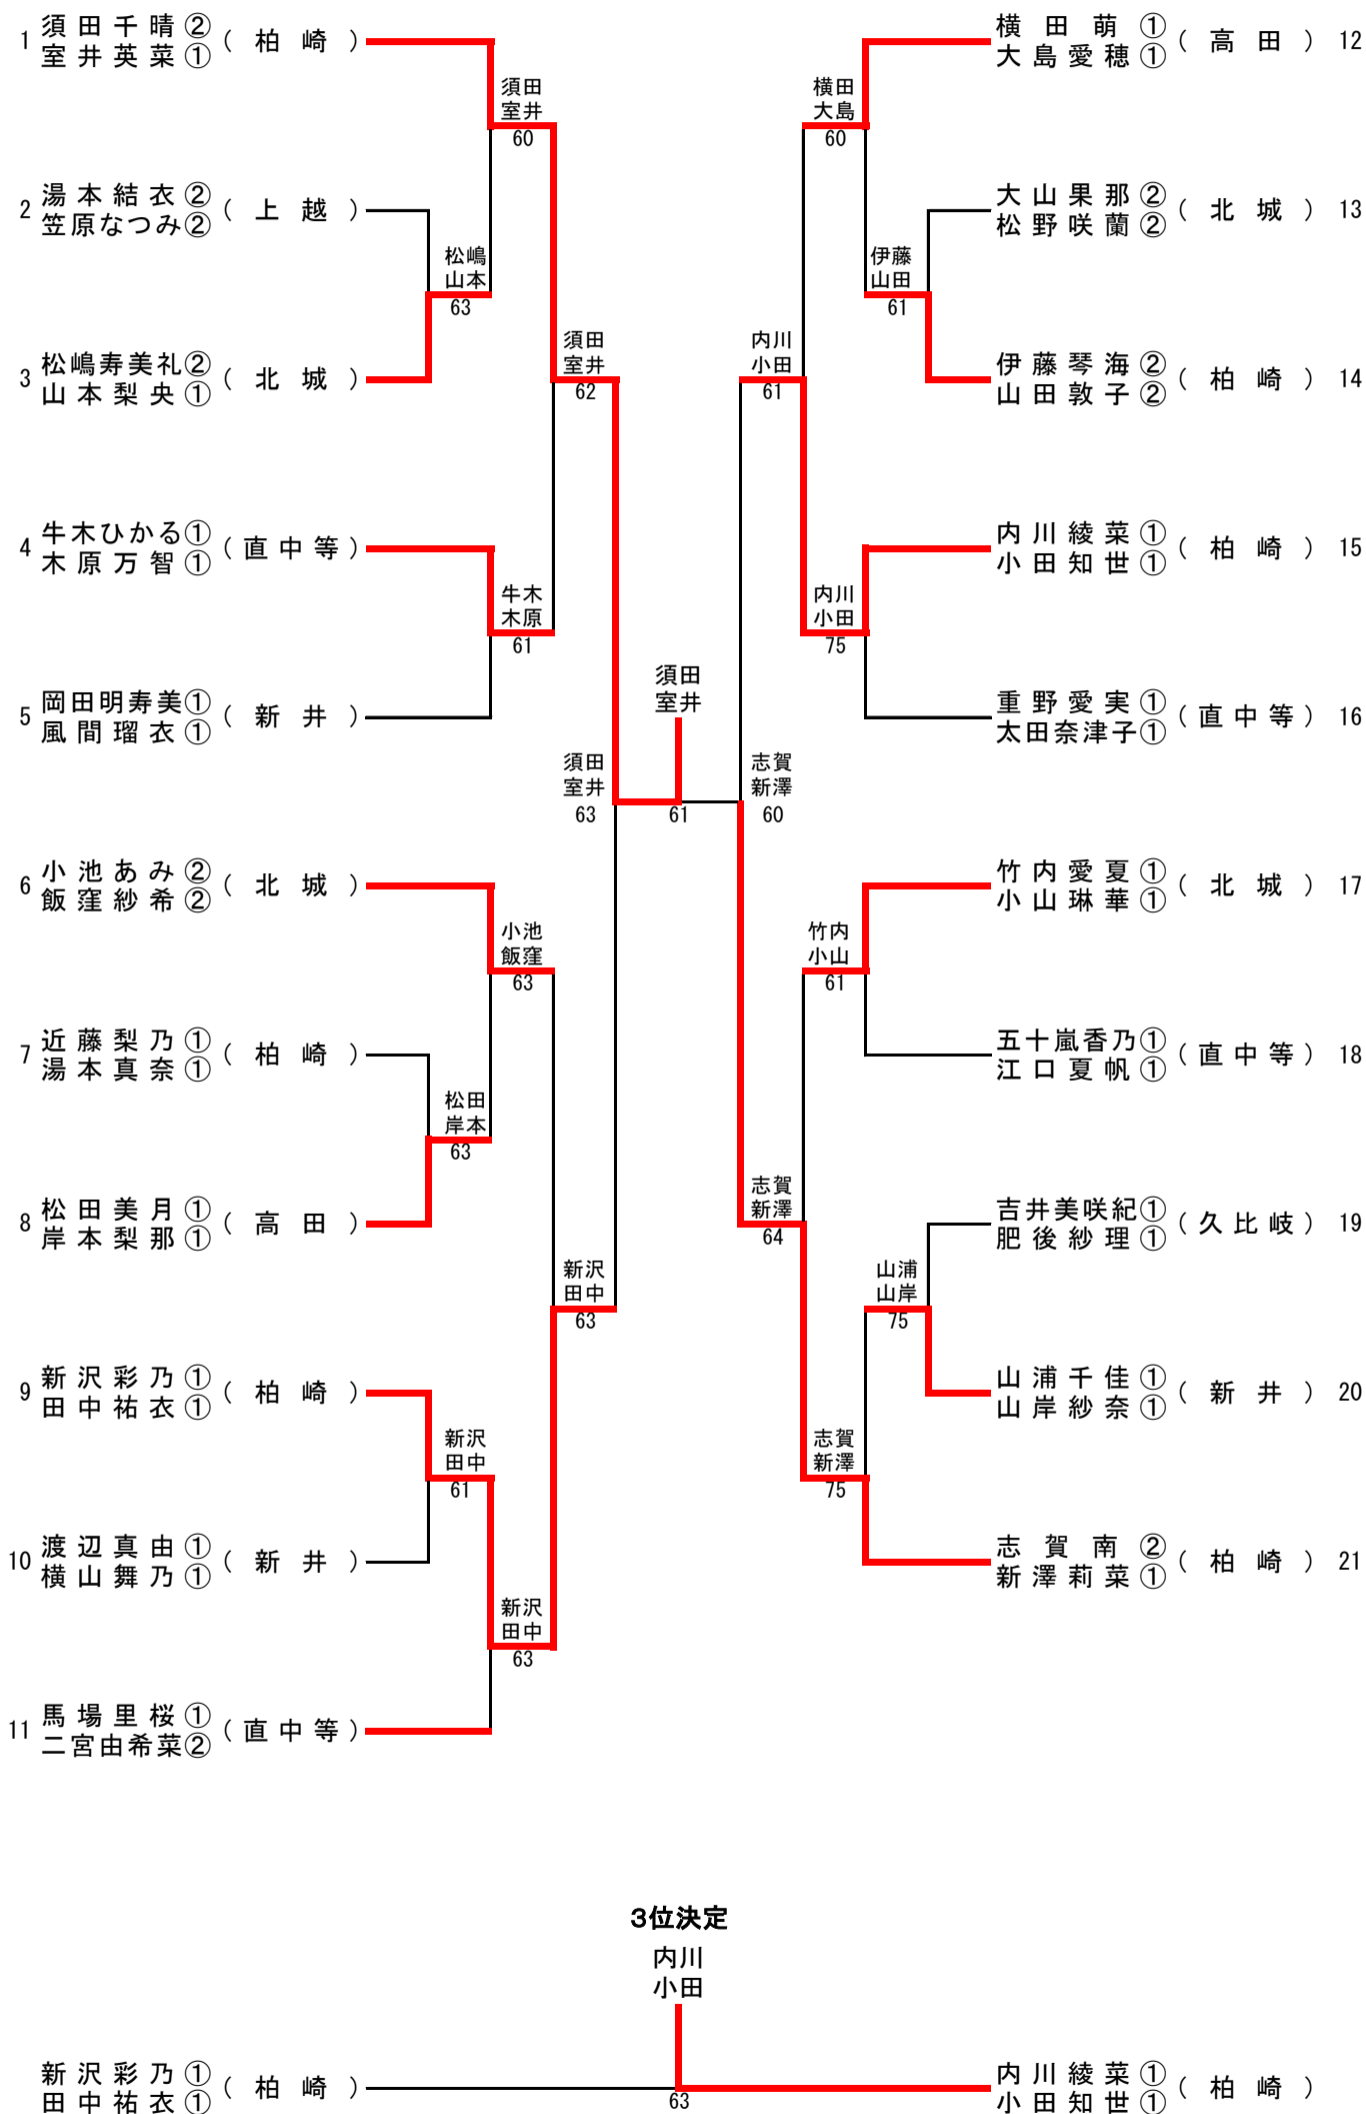 1 須田千晴② (柏崎)
室井英菜①
須田
室井
60
2 湯本結衣② (上越)
笠原なつみ②
松嶋
山本
63
3 松嶋寿美礼② (北城)
山本梨央①
須田
室井
62
4 牛木ひかる① (直中等)
木原万智①
牛木
木原
61
5 岡田明寿美① (新井)
風間瑠衣①
須田
室井
63
6 小池あみ② (北城)
飯窪紗希②
小池
飯窪
63
7 近藤梨乃① (柏崎)
湯本真奈①
松田
岸本
63
8 松田美月① (高田)
岸本梨那①
新沢
田中
63
9 新沢彩乃① (柏崎)
田中祐衣①
新沢
田中
61
10 渡辺真由① (新井)
横山舞乃①
新沢
田中
63
11 馬場里桜① (直中等)
二宮由希菜②
須田
室井
61
横田萌① (高田) 12
大島愛穂①
横田
大島
60
大山果那② (北城) 13
松野咲蘭②
伊藤
山田
61
伊藤琴海② (柏崎) 14
山田敦子②
内川
小田
61
内川綾菜① (柏崎) 15
小田知世①
内川
小田
75
重野愛実① (直中等) 16
太田奈津子①
志賀
新澤
60
竹内愛夏① (北城) 17
小山琳華①
竹内
小山
61
五十嵐香乃① (直中等) 18
江口夏帆①
志賀
新澤
64
吉井美咲紀① (久比岐) 19
肥後紗理①
山浦
山岸
75
山浦千佳① (新井) 20
山岸紗奈①
志賀
新澤
75
志賀南② (柏崎) 21
新澤莉菜①
3位決定
内川
小田
新沢彩乃① (柏崎)
田中祐衣①
63
内川綾菜① (柏崎)
小田知世①